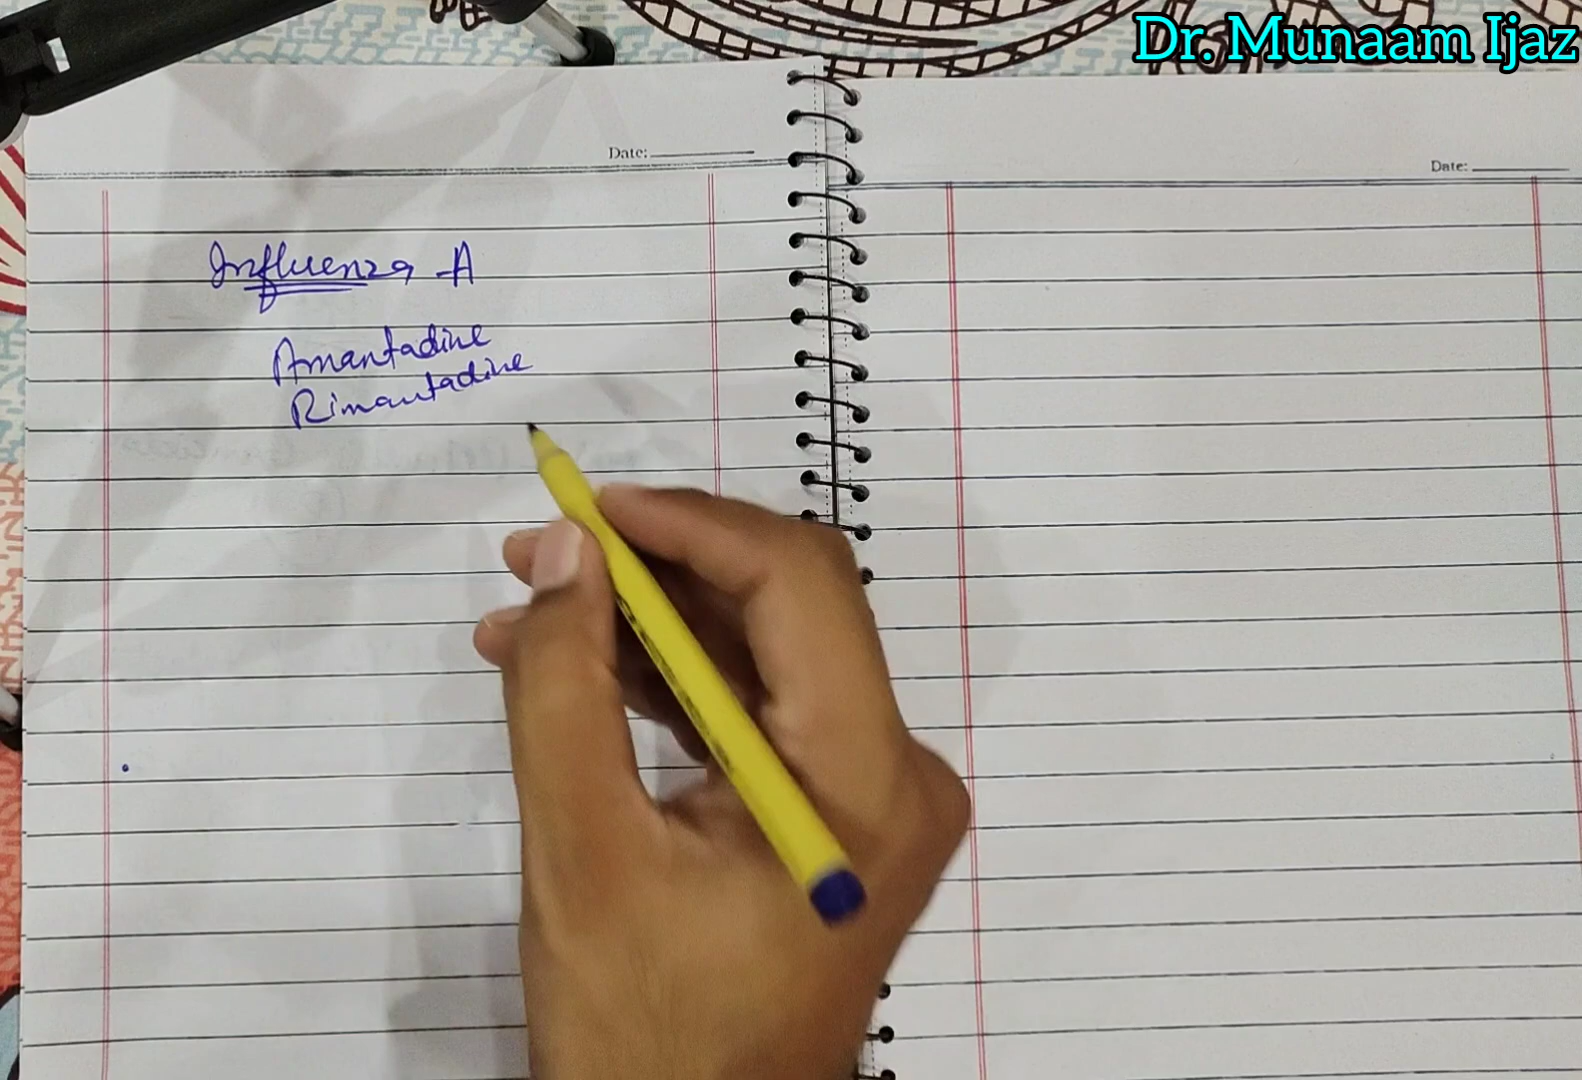 Dr. Munaam Ijaz
Date:
Date:
Influenza -A
Amantadine
Rimantadine